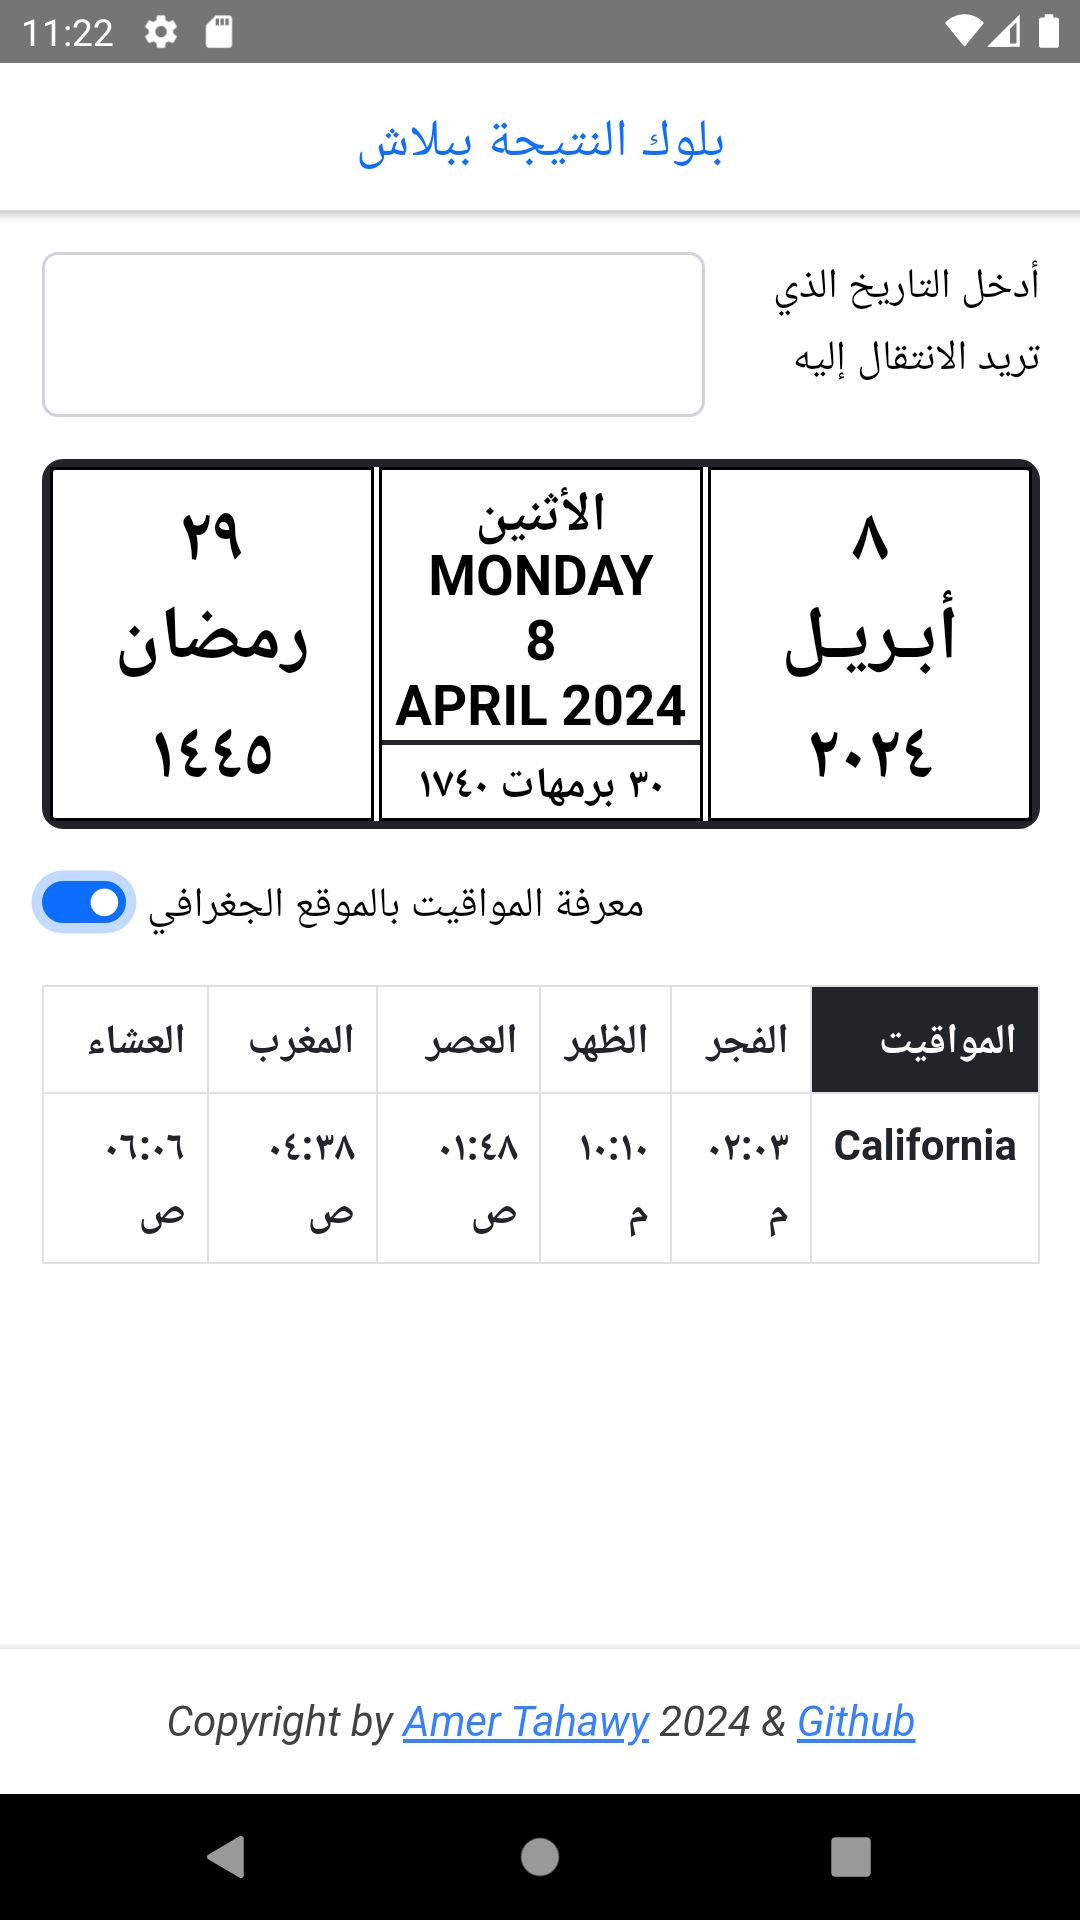 11:22
بلوك النتيجة ببلاش
أدخل التاريخ الذي
تريد الانتقال إليه
٨
أبـريـل
٢٠٢٤
الأثنين
MONDAY
8
APRIL 2024
٣٠ برمهات ١٧٤٠
٢٩
رمضان
١٤٤٥
معرفة المواقيت بالموقع الجغرافي
المواقيت الفجر الظهر العصر المغرب العشاء
California ٠٢:٠٣ م ١٠:١٠ م ٠١:٤٨ ص ٠٤:٣٨ ص ٠٦:٠٦ ص
Copyright by Amer Tahawy 2024 & Github